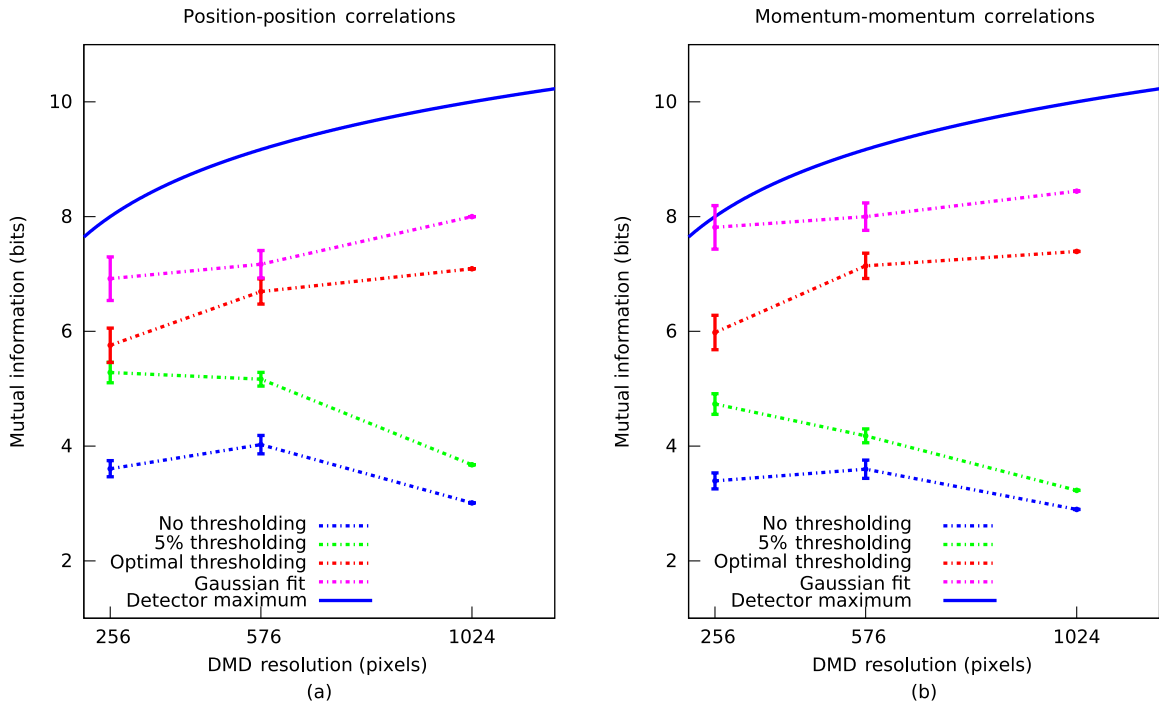 Position-position correlations
Mutual information (bits)
10
8
6
4
2
No thresholding
5% thresholding
Optimal thresholding
Gaussian fit
Detector maximum
256 576 1024
DMD resolution (pixels)
(a)
Momentum-momentum correlations
Mutual information (bits)
10
8
6
4
2
No thresholding
5% thresholding
Optimal thresholding
Gaussian fit
Detector maximum
256 576 1024
DMD resolution (pixels)
(b)